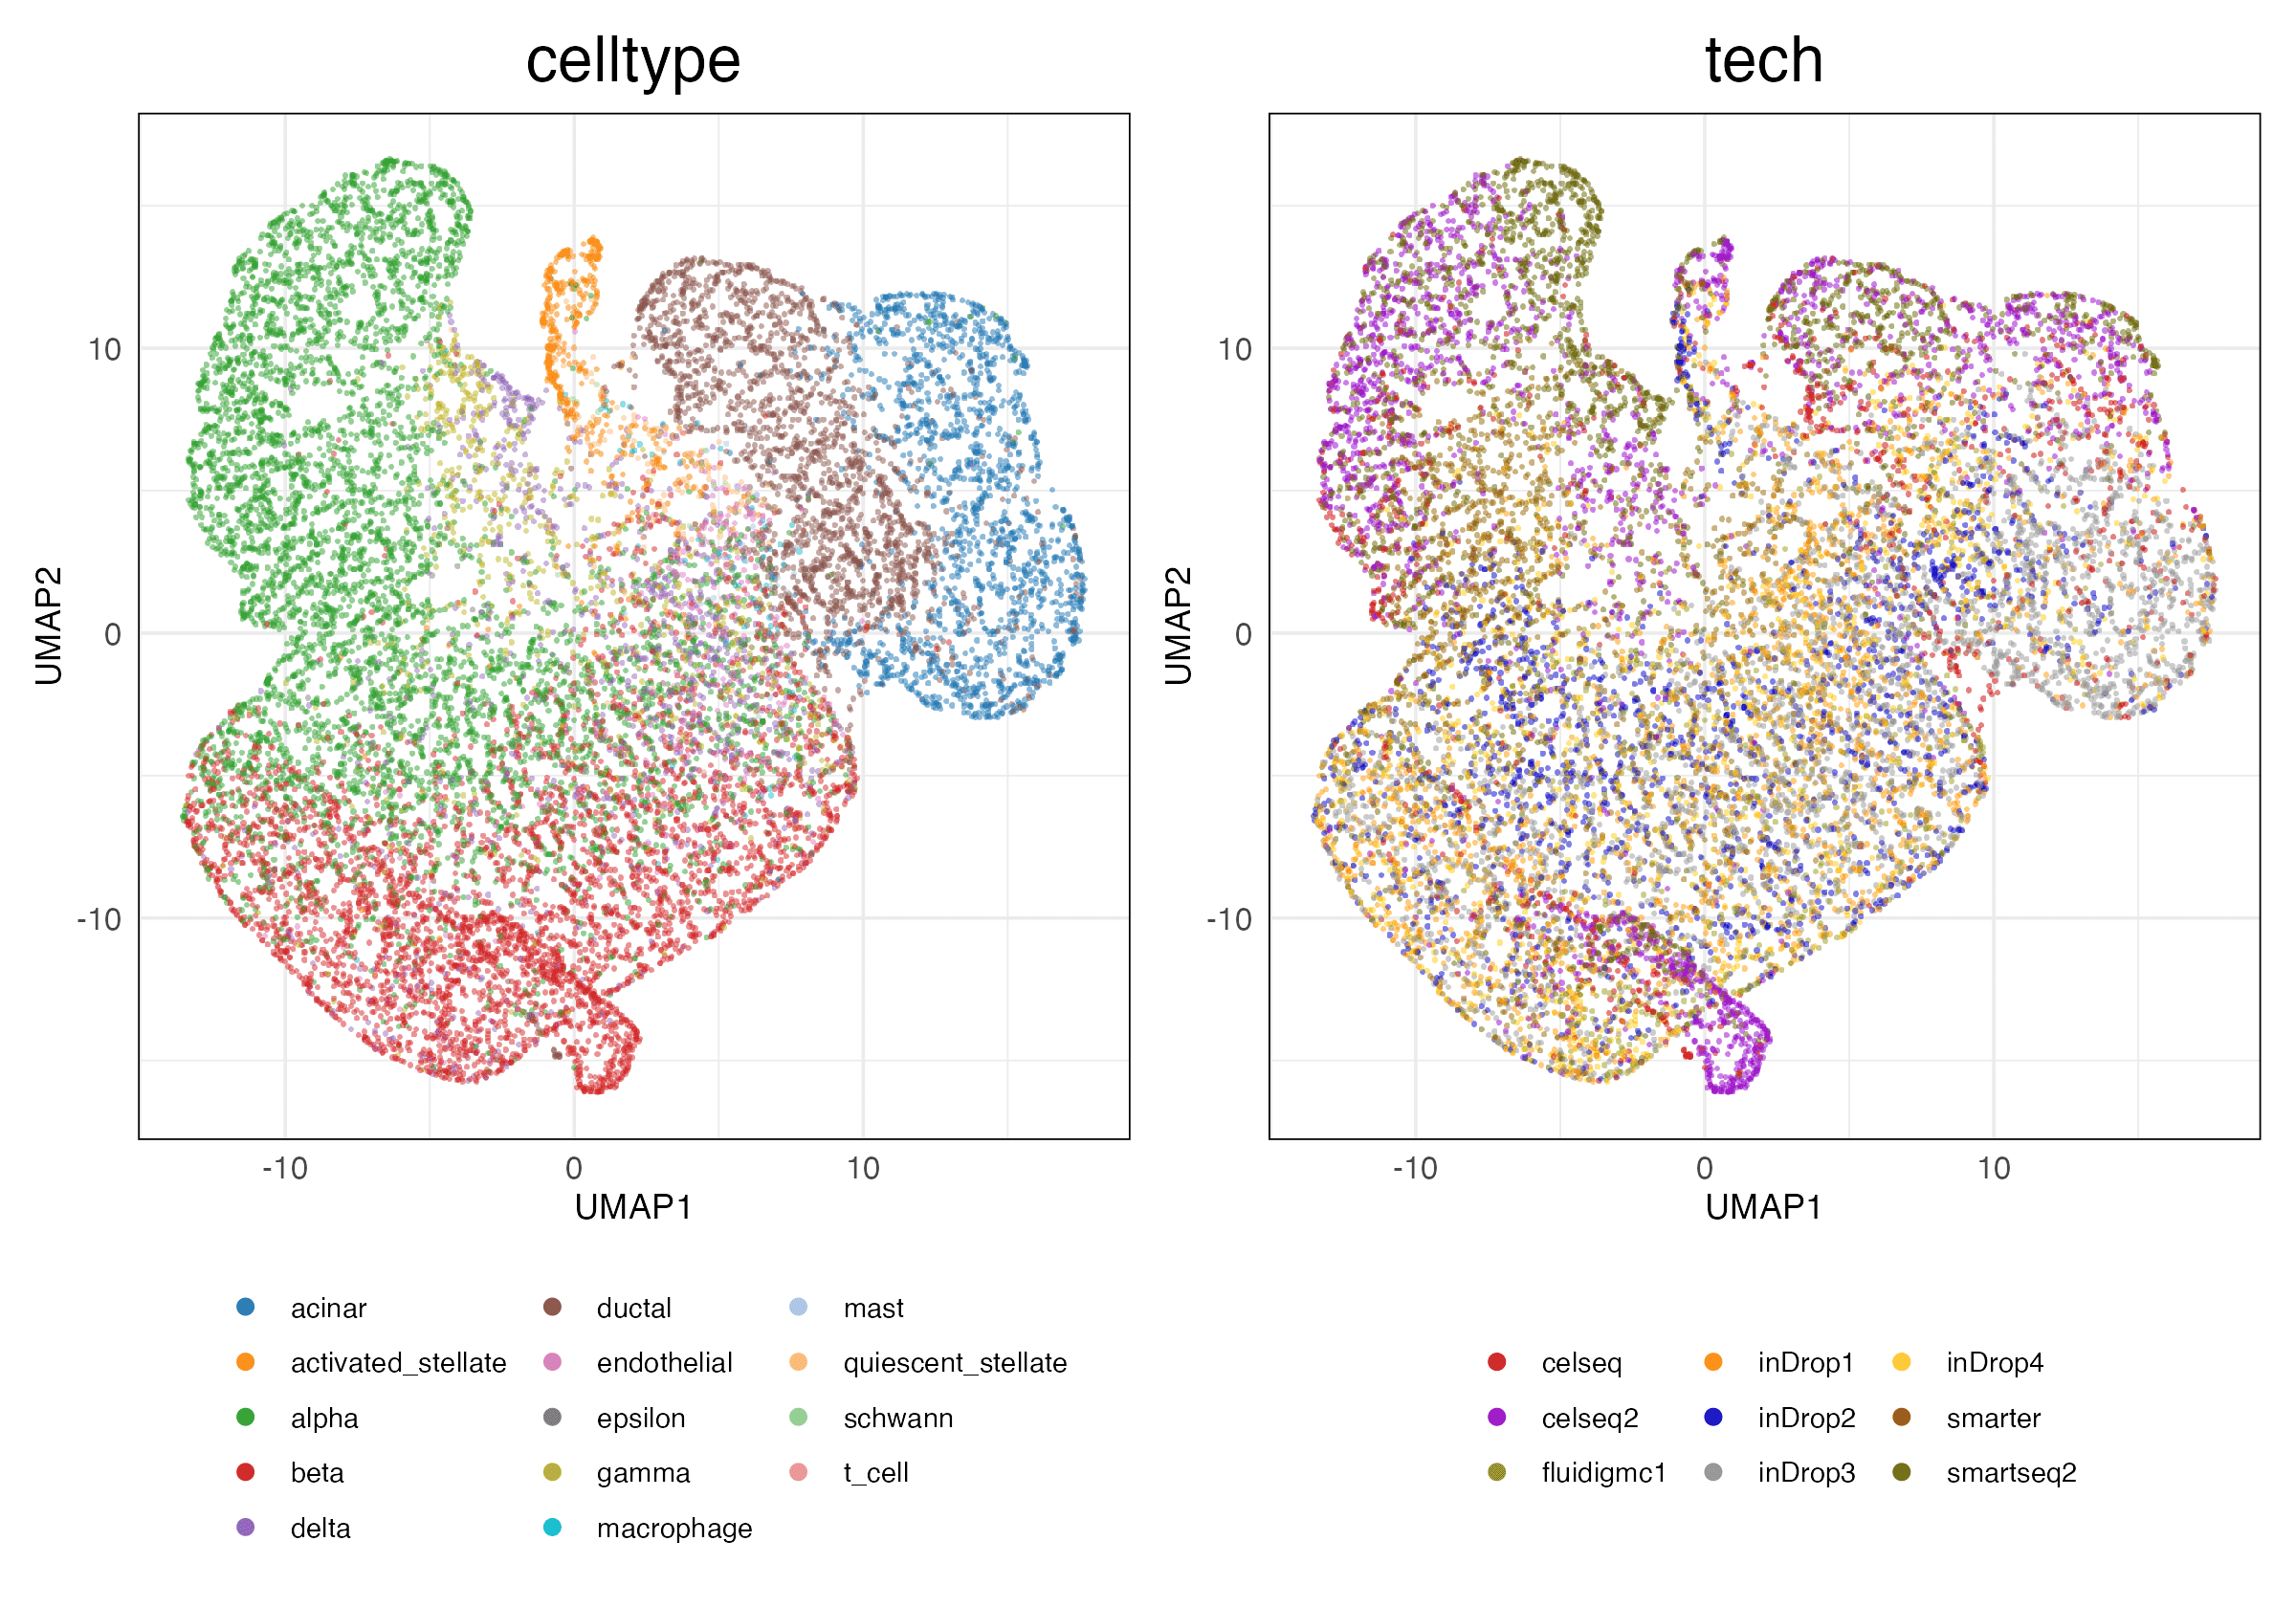 celltype
tech
UMAP2
10
0
-10
-10
0
10
UMAP1
UMAP2
10
0
-10
-10
0
10
UMAP1
acinar
activated_stellate
alpha
beta
delta
ductal
endothelial
epsilon
gamma
macrophage
mast
quiescent_stellate
schwann
t_cell
celseq
celseq2
fluidigmc1
inDrop1
inDrop2
inDrop3
inDrop4
smarter
smartseq2